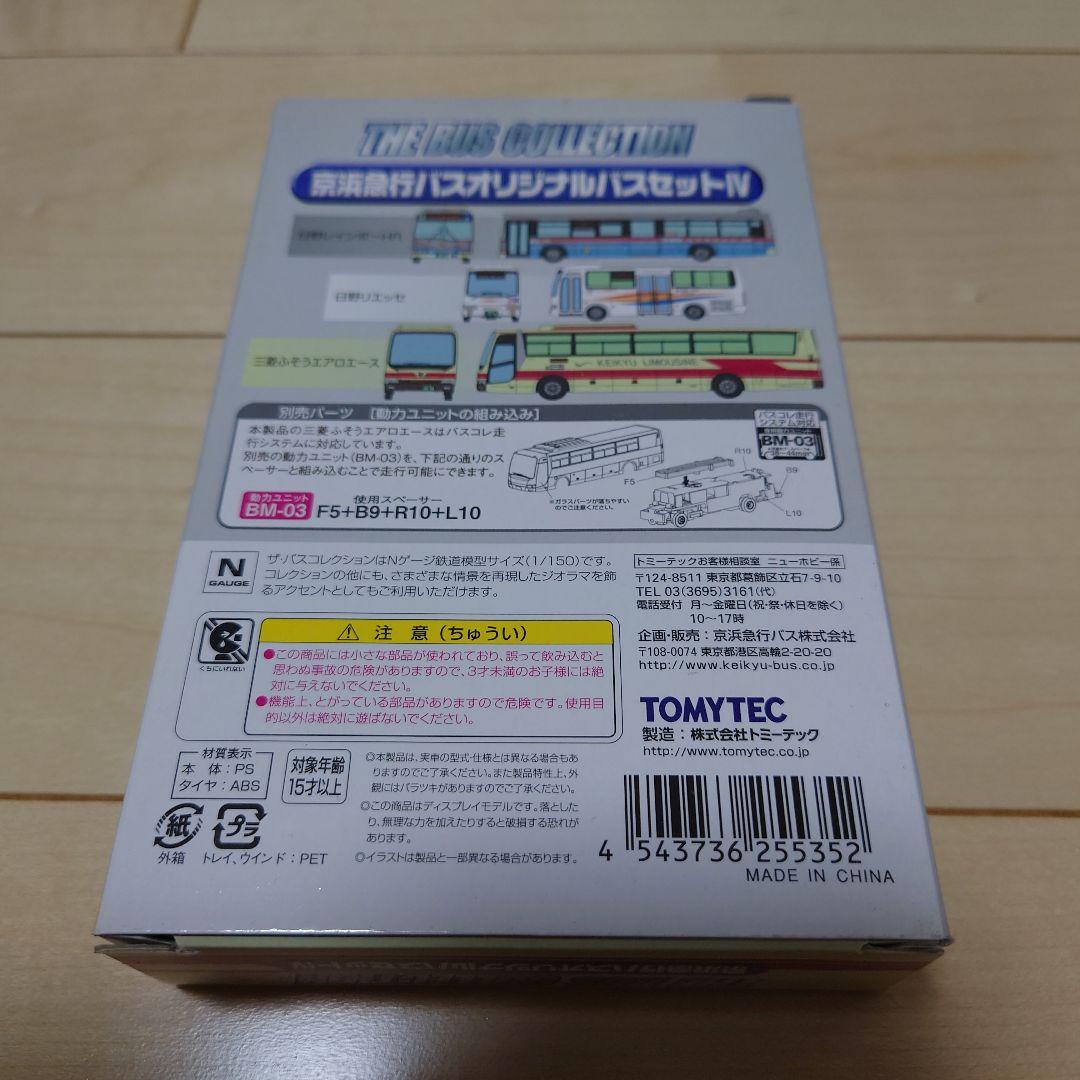 THE BUS COLLECTION
京浜急行バスオリジナルバスセットⅣ
日野レインボーHR
日野リエッセ
三菱ふそうエアロエース
KEIKYU LIMOUSINE
別売パーツ [動力ユニットの組み込み]
本製品の三菱ふそうエアロエースはバスコレ走
行システムに対応しています。
別売の動力ユニット(BM-03)を、下記の通りのス
ペーサーと組み込むことで走行可能にできます。
動力ユニット
BM-03
使用スペーサー
F5+B9+R10+L10
F5
※ガラスパーツが落ちやすい
のでご注意ください。
R10
B9
L10
バスコレ走行
システム対応
BM-03
N
GAUGE
ザ・バスコレクションはNゲージ鉄道模型サイズ(1/150)です。
コレクションの他にも、さまざまな情景を再現したジオラマを飾
るアクセントとしてもご利用いただけます。
くちにいれない
注意(ちゅうい)
●この商品には小さな部品が使われており、誤って飲み込むと
思わぬ事故の危険がありますので、3才未満のお子様には絶
対に与えないでください。
●機能上、とがっている部品がありますので危険です。使用目
的以外は絶対に遊ばないでください。
材質表示
本 体:PS
タイヤ:ABS
対象年齢
15才以上
紙
外箱
プラ
トレイ、ウインド:PET
◎本製品は、実車の型式・仕様とは異なる場合もあ
りますのでご了承ください。また製品特性上、外
観にはバラツキがありますのでご了承ください。
◎この商品はディスプレイモデルです。落とした
り、無理な力を加えたりすると破損する恐れが
あります。
◎イラストは製品と一部異なる場合があります。
トミーテックお客様相談室 ニューホビー係
〒124-8511 東京都葛飾区立石7-9-10
TEL 03(3695)3161(代)
電話受付 月～金曜日(祝・祭・休日を除く)
10～17時
企画・販売:京浜急行バス株式会社
〒108-0074 東京都港区高輪2-20-20
http://www.keikyu-bus.co.jp
TOMYTEC
製造:株式会社トミーテック
http://www.tomytec.co.jp
4 543736 255352
MADE IN CHINA